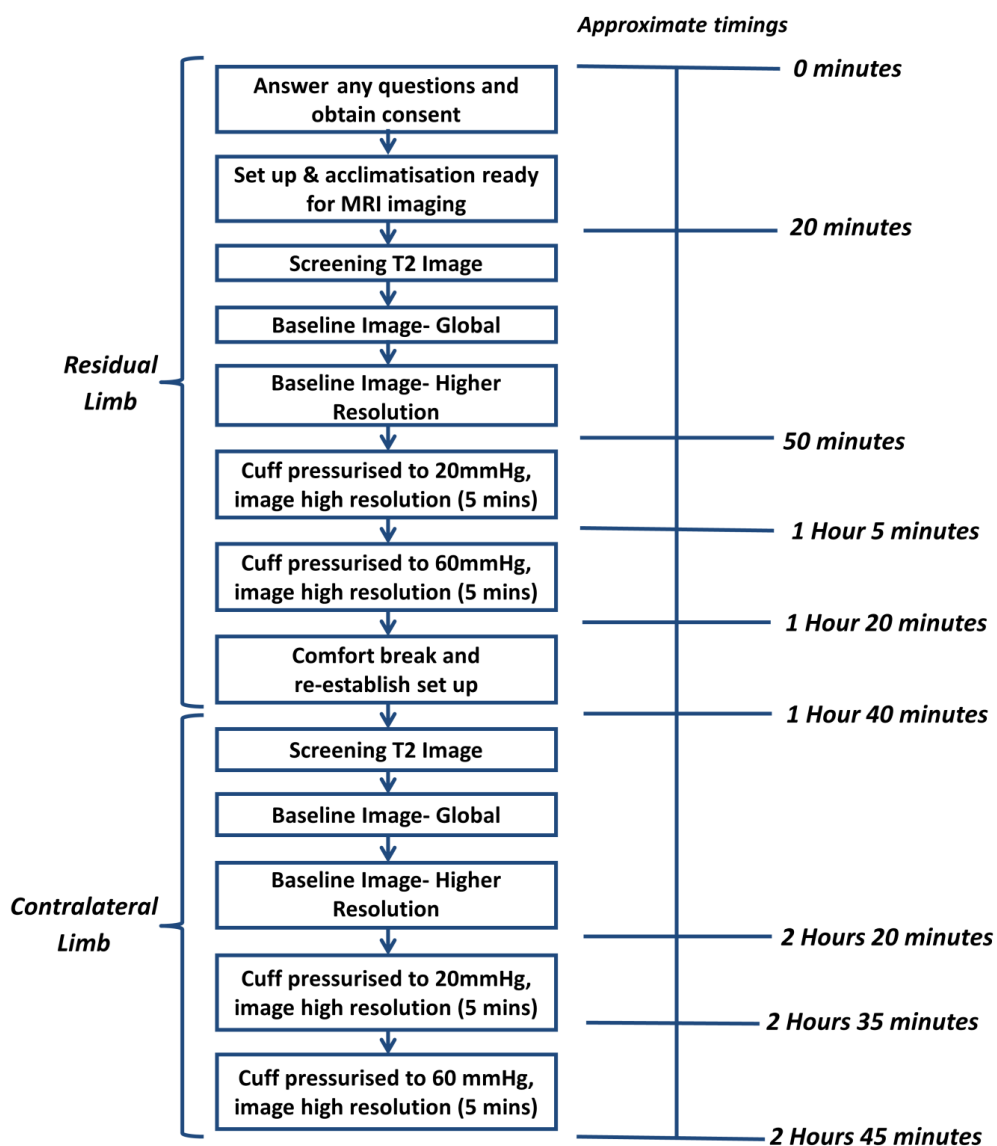 Approximate timings
0 minutes
Answer any questions and
obtain consent
Set up & acclimatisation ready
for MRI imaging
20 minutes
Screening T2 Image
Baseline Image- Global
Residual
Limb
Baseline Image- Higher
Resolution
50 minutes
Cuff pressurised to 20mmHg,
image high resolution (5 mins)
1 Hour 5 minutes
Cuff pressurised to 60mmHg,
image high resolution (5 mins)
1 Hour 20 minutes
Comfort break and
re-establish set up
1 Hour 40 minutes
Screening T2 Image
Baseline Image- Global
Baseline Image- Higher
Resolution
Contralateral
Limb
2 Hours 20 minutes
Cuff pressurised to 20mmHg,
image high resolution (5 mins)
2 Hours 35 minutes
Cuff pressurised to 60 mmHg,
image high resolution (5 mins)
2 Hours 45 minutes